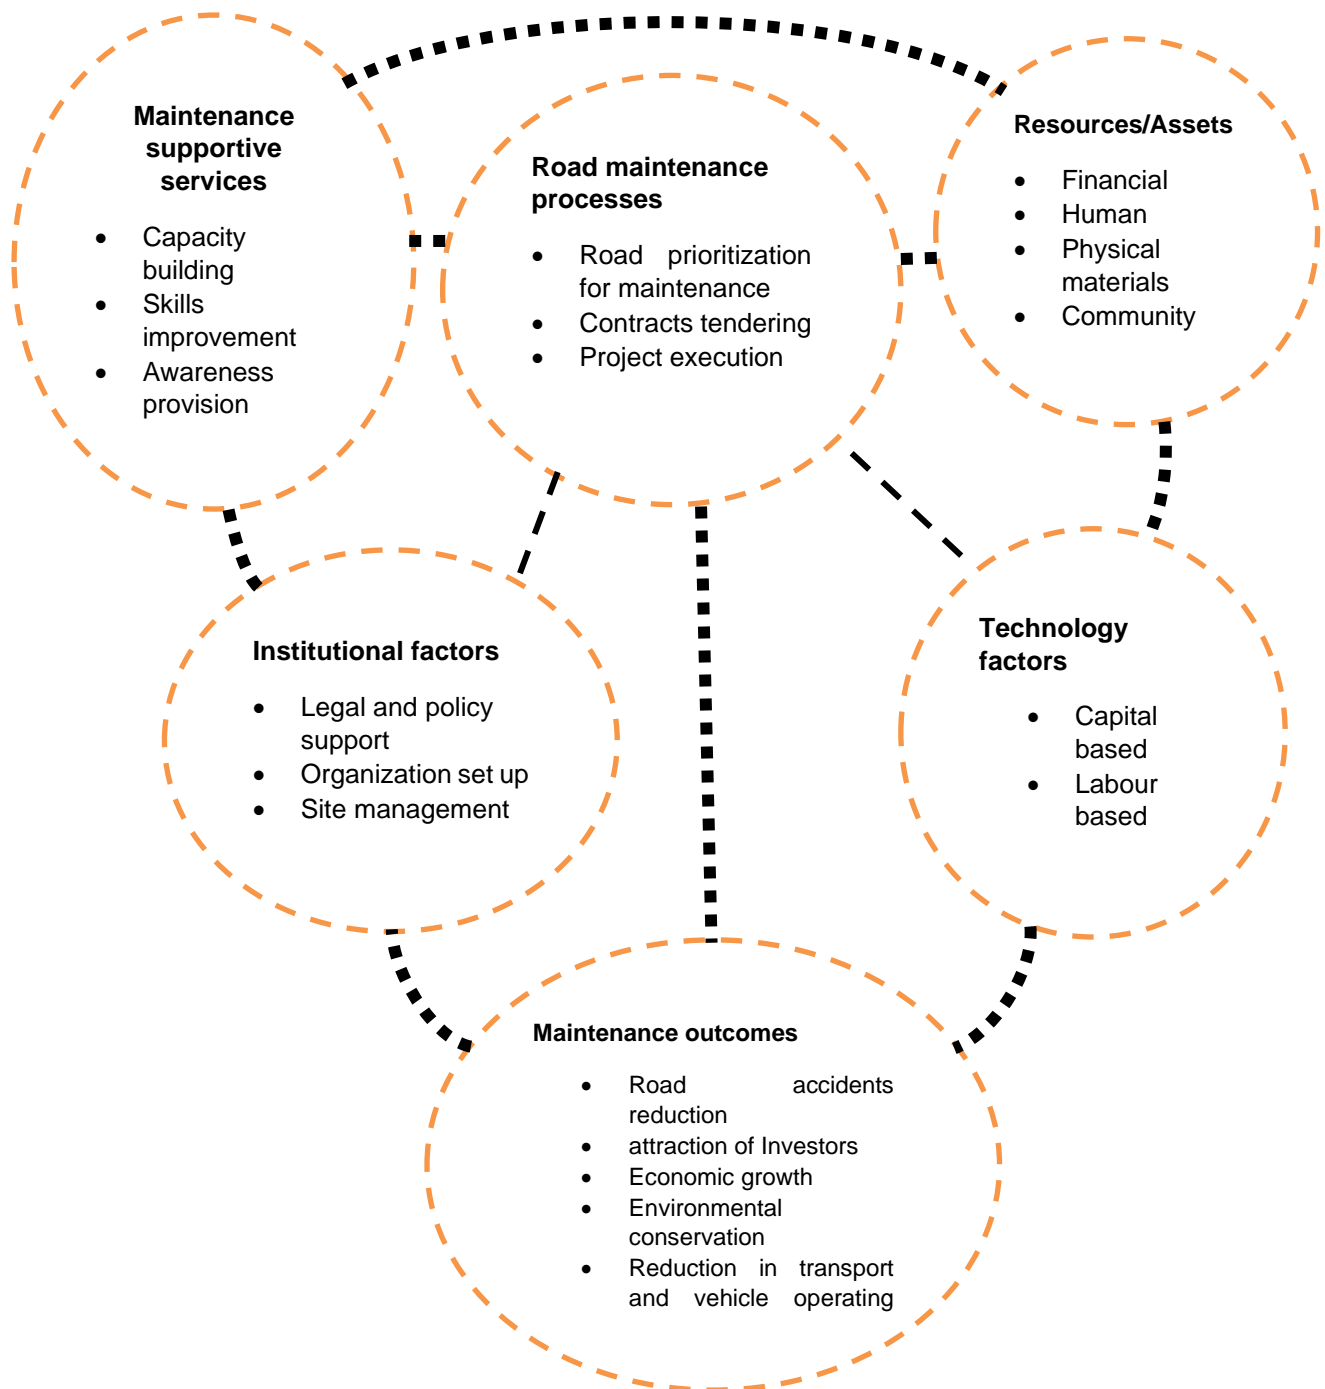 Maintenance
supportive
services
• Capacity
building
• Skills
improvement
• Awareness
provision
Road maintenance
processes
• Road prioritization
for maintenance
• Contracts tendering
• Project execution
Resources/Assets
• Financial
• Human
• Physical
materials
• Community
Institutional factors
• Legal and policy
support
• Organization set up
• Site management
Technology
factors
• Capital
based
• Labour
based
Maintenance outcomes
• Road accidents
reduction
• attraction of Investors
• Economic growth
• Environmental
conservation
• Reduction in transport
and vehicle operating